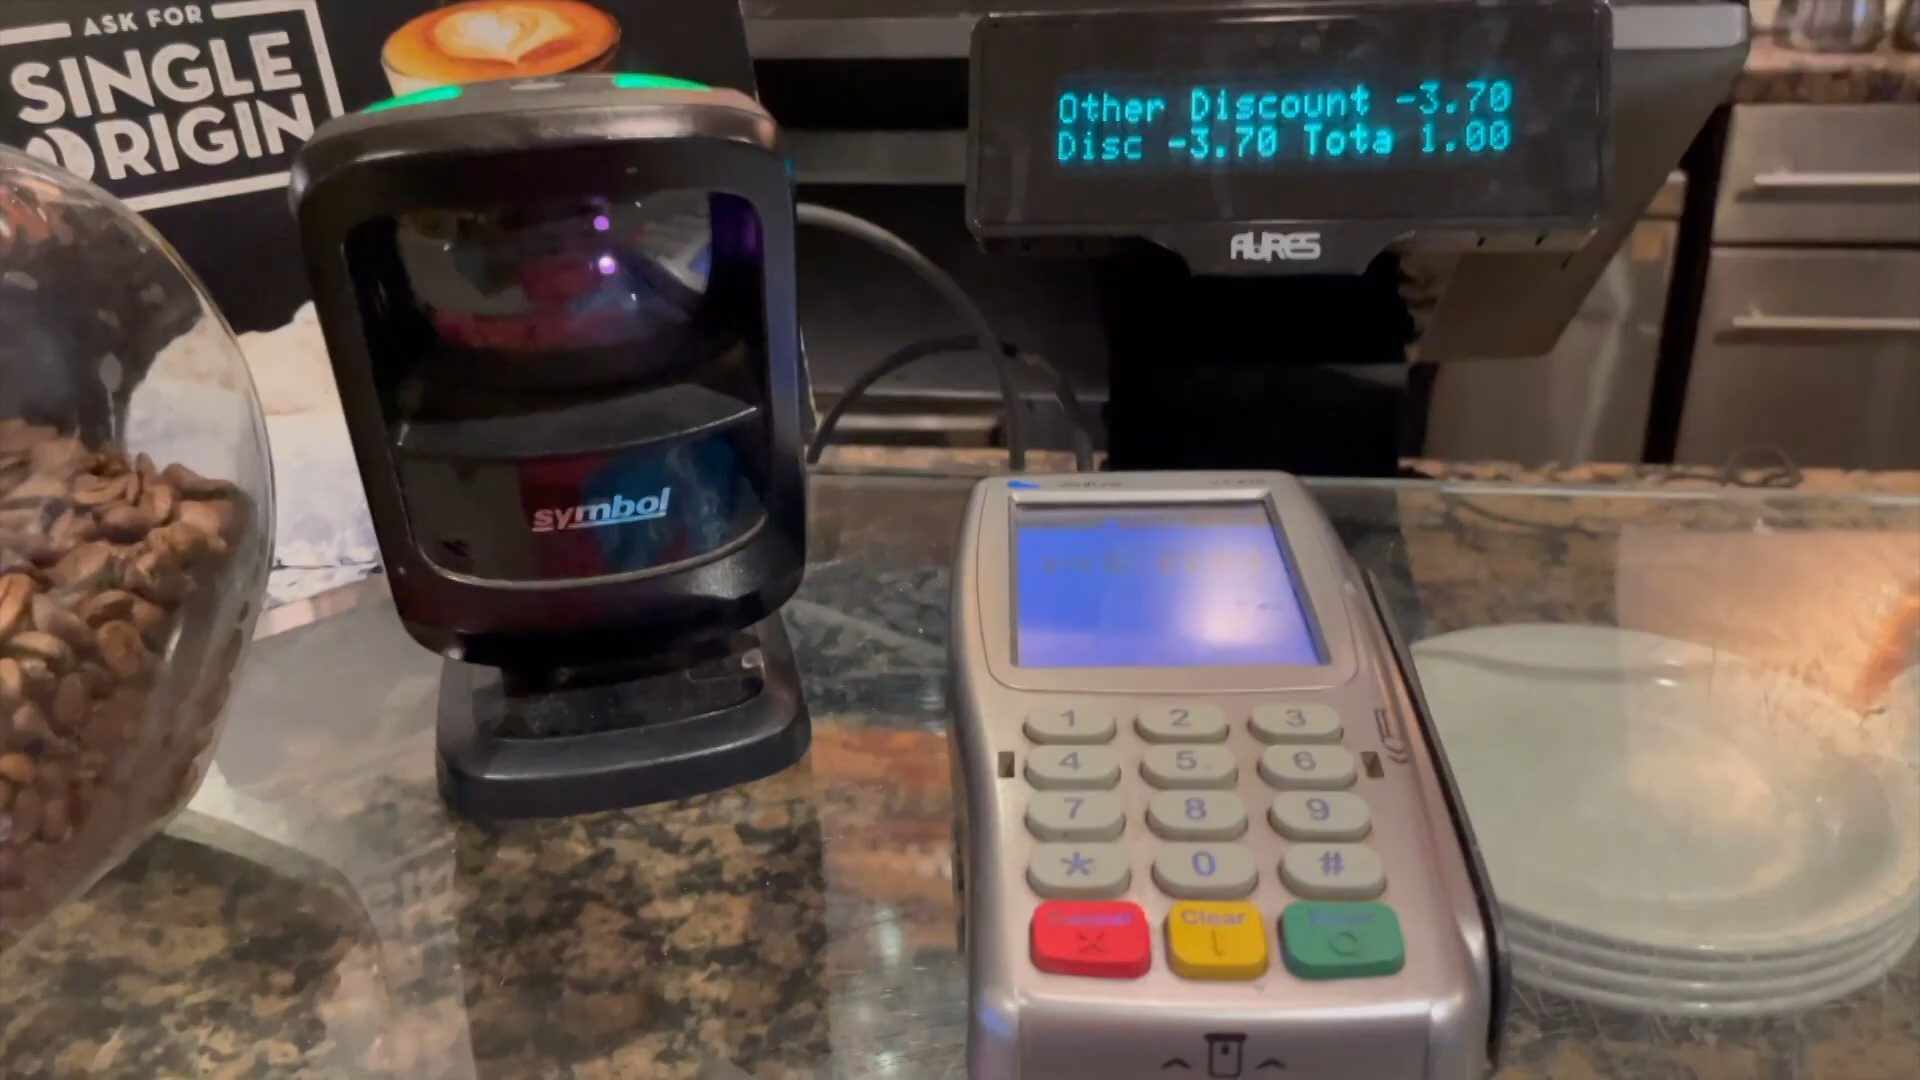 ASK FOR
SINGLE
ORIGIN
Other Discount -3.70
Disc -3.70 Tota 1.00
AURES
symbol
1 2 3
4 5 6
7 8 9
* 0 #
Cancel Clear Enter